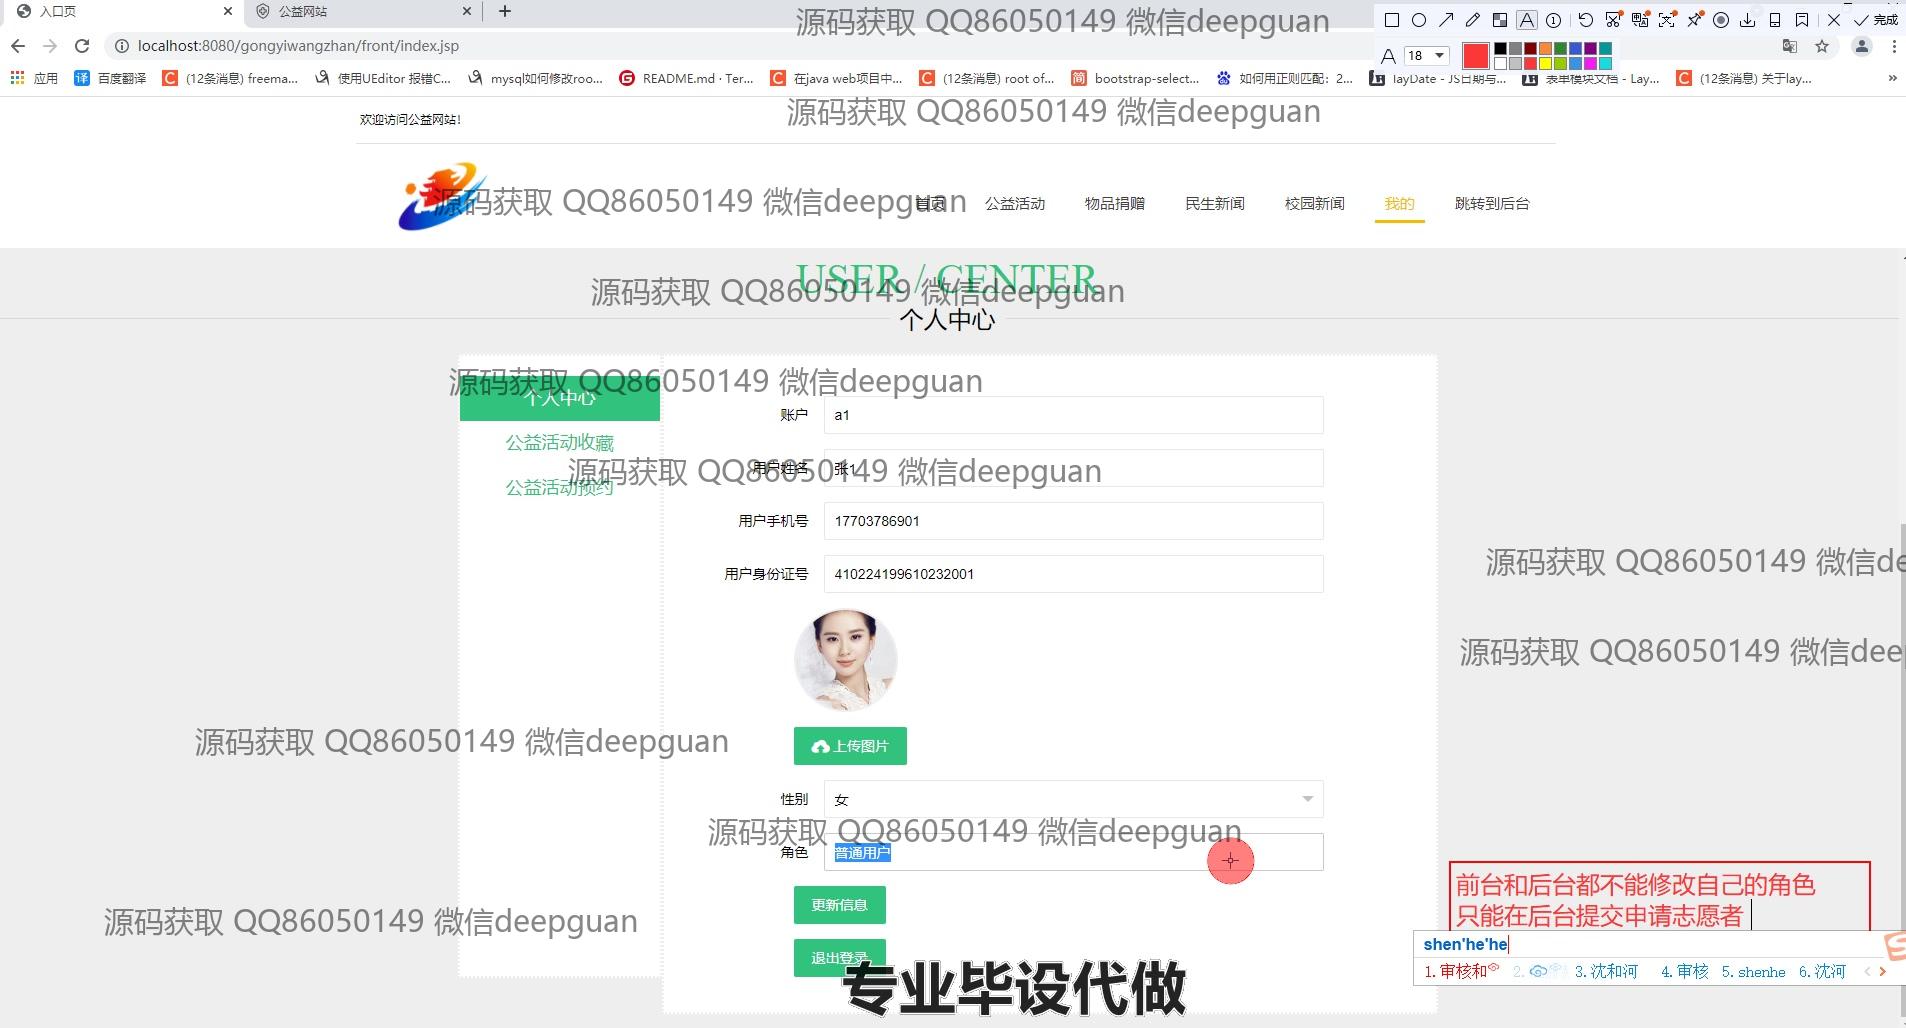 入口页
公益网站
完成
localhost:8080/gongyiwangzhan/front/index.jsp
18
应用
百度翻译
(12条消息) freema...
使用UEditor 报错C...
mysql如何修改roo...
README.md · Ter...
在java web项目中...
(12条消息) root of...
bootstrap-select...
如何用正则匹配：2...
layDate - JS日期与...
表单模块文档 - Lay...
(12条消息) 关于lay...
源码获取 QQ86050149 微信deepguan
源码获取 QQ86050149 微信deepguan
欢迎访问公益网站!
源码获取 QQ86050149 微信deepguan
首页
公益活动
物品捐赠
民生新闻
校园新闻
我的
跳转到后台
USER / CENTER
源码获取 QQ86050149 微信deepguan
个人中心
源码获取 QQ86050149 微信deepguan
个人中心
账户
a1
公益活动收藏
源码获取 QQ86050149 微信deepguan
用户姓名
张1
公益活动预约
用户手机号
17703786901
源码获取 QQ86050149 微信de
用户身份证号
410224199610232001
源码获取 QQ86050149 微信dee
源码获取 QQ86050149 微信deepguan
上传图片
性别
女
源码获取 QQ86050149 微信deepguan
角色
普通用户
更新信息
源码获取 QQ86050149 微信deepguan
退出登录
前台和后台都不能修改自己的角色
只能在后台提交申请志愿者
shen'he'he
1.审核和
2.
3.沈和河
4.审核
5.shenhe
6.沈河
专业毕设代做